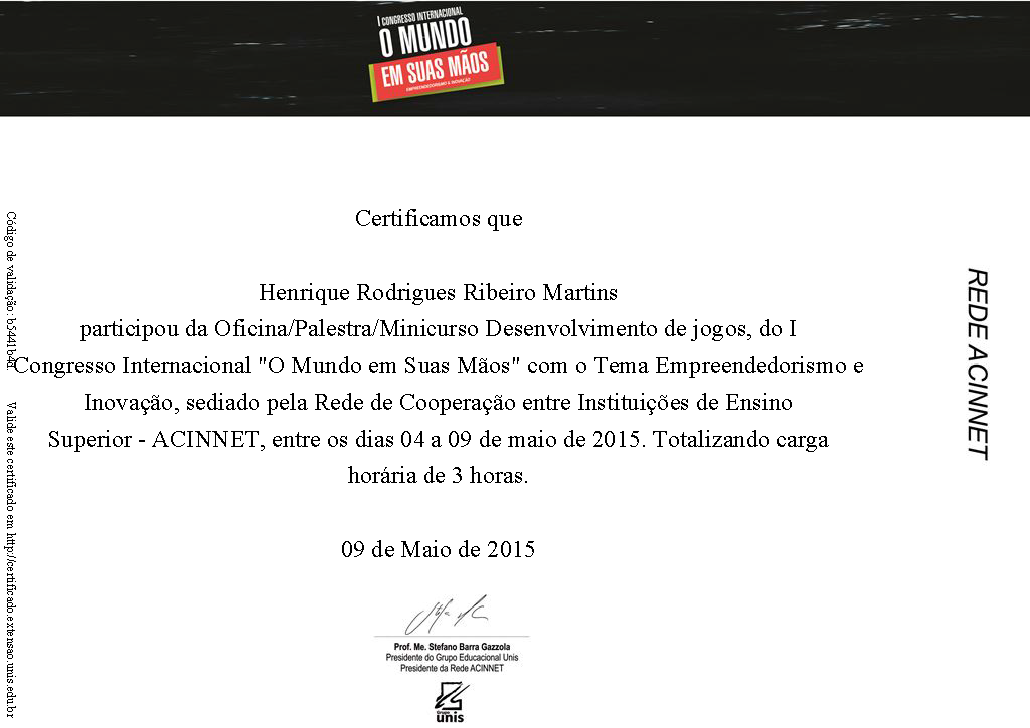 I CONGRESSO INTERNACIONAL
O MUNDO
EM SUAS MÃOS
EMPREENDEDORISMO & INOVAÇÃO
Certificamos que
Henrique Rodrigues Ribeiro Martins
participou da Oficina/Palestra/Minicurso Desenvolvimento de jogos, do I
Congresso Internacional "O Mundo em Suas Mãos" com o Tema Empreendedorismo e
Inovação, sediado pela Rede de Cooperação entre Instituições de Ensino
Superior - ACINNET, entre os dias 04 a 09 de maio de 2015. Totalizando carga
horária de 3 horas.
09 de Maio de 2015
Prof. Me. Stefano Barra Gazzola
Presidente do Grupo Educacional Unis
Presidente da Rede ACINNET
Grupo
unis
REDE ACINNET
Código de validação: Valide este certificado em http://certificado.extensao.unis.edu.br